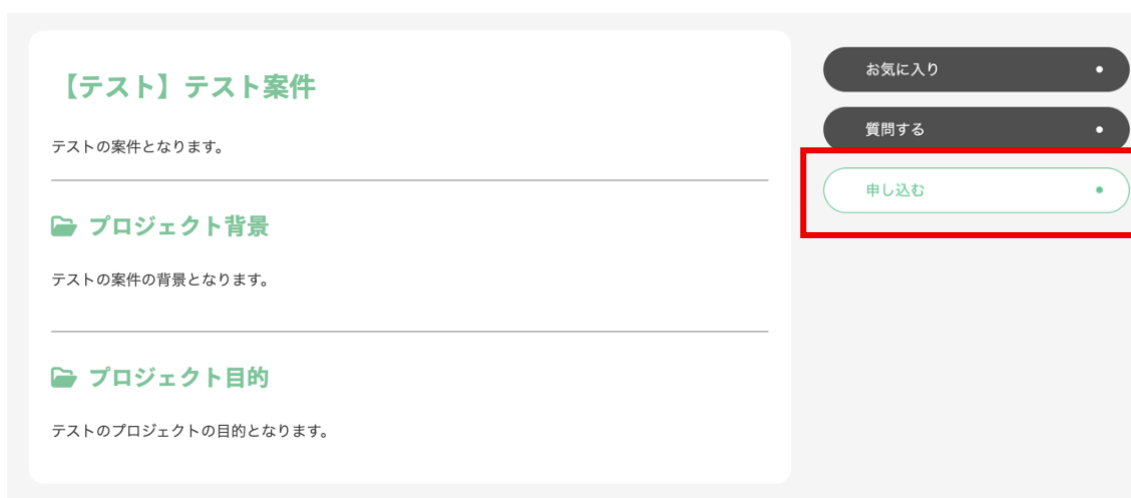 【テスト】テスト案件
テストの案件となります。
プロジェクト背景
テストの案件の背景となります。
プロジェクト目的
テストのプロジェクトの目的となります。
お気に入り
質問する
申し込む